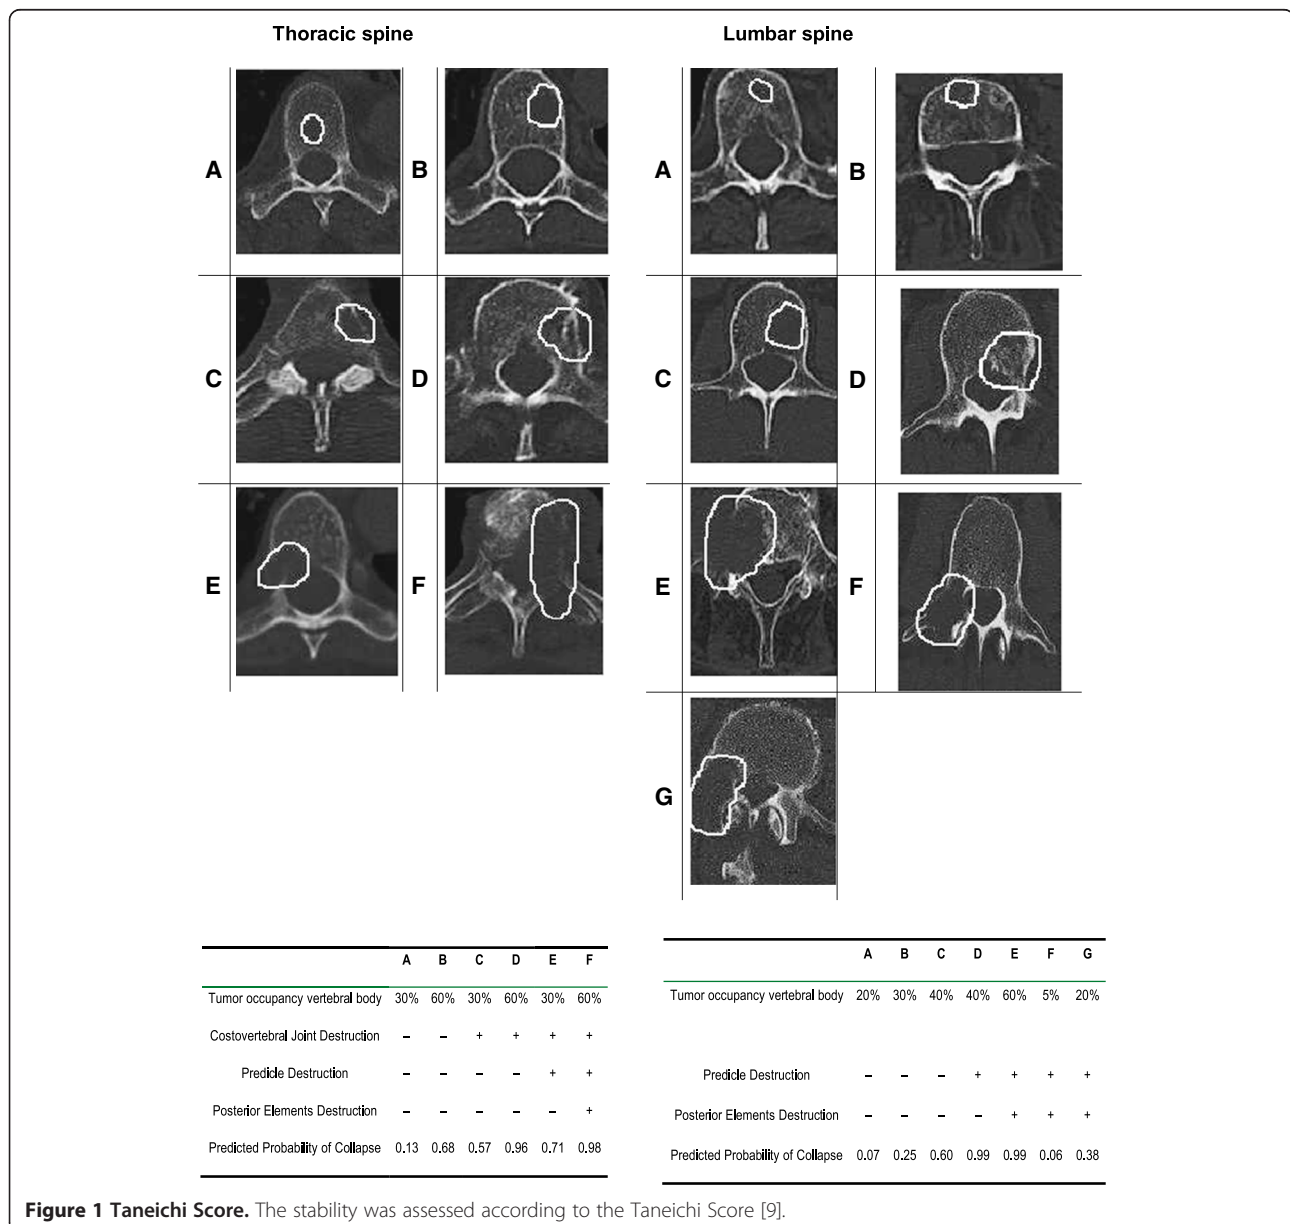 Thoracic spine
Lumbar spine
A B A B
C D C D
E F E F
G
A B C D E F
Tumor occupancy vertebral body 30% 60% 30% 60% 30% 60%
Costovertebral Joint Destruction – – + + + +
Predicle Destruction – – – – + +
Posterior Elements Destruction – – – – – +
Predicted Probability of Collapse 0.13 0.68 0.57 0.96 0.71 0.98
A B C D E F G
Tumor occupancy vertebral body 20% 30% 40% 40% 60% 5% 20%
Predicle Destruction – – – + + + +
Posterior Elements Destruction – – – – + + +
Predicted Probability of Collapse 0.07 0.25 0.60 0.99 0.99 0.06 0.38
Figure 1 Taneichi Score. The stability was assessed according to the Taneichi Score [9].